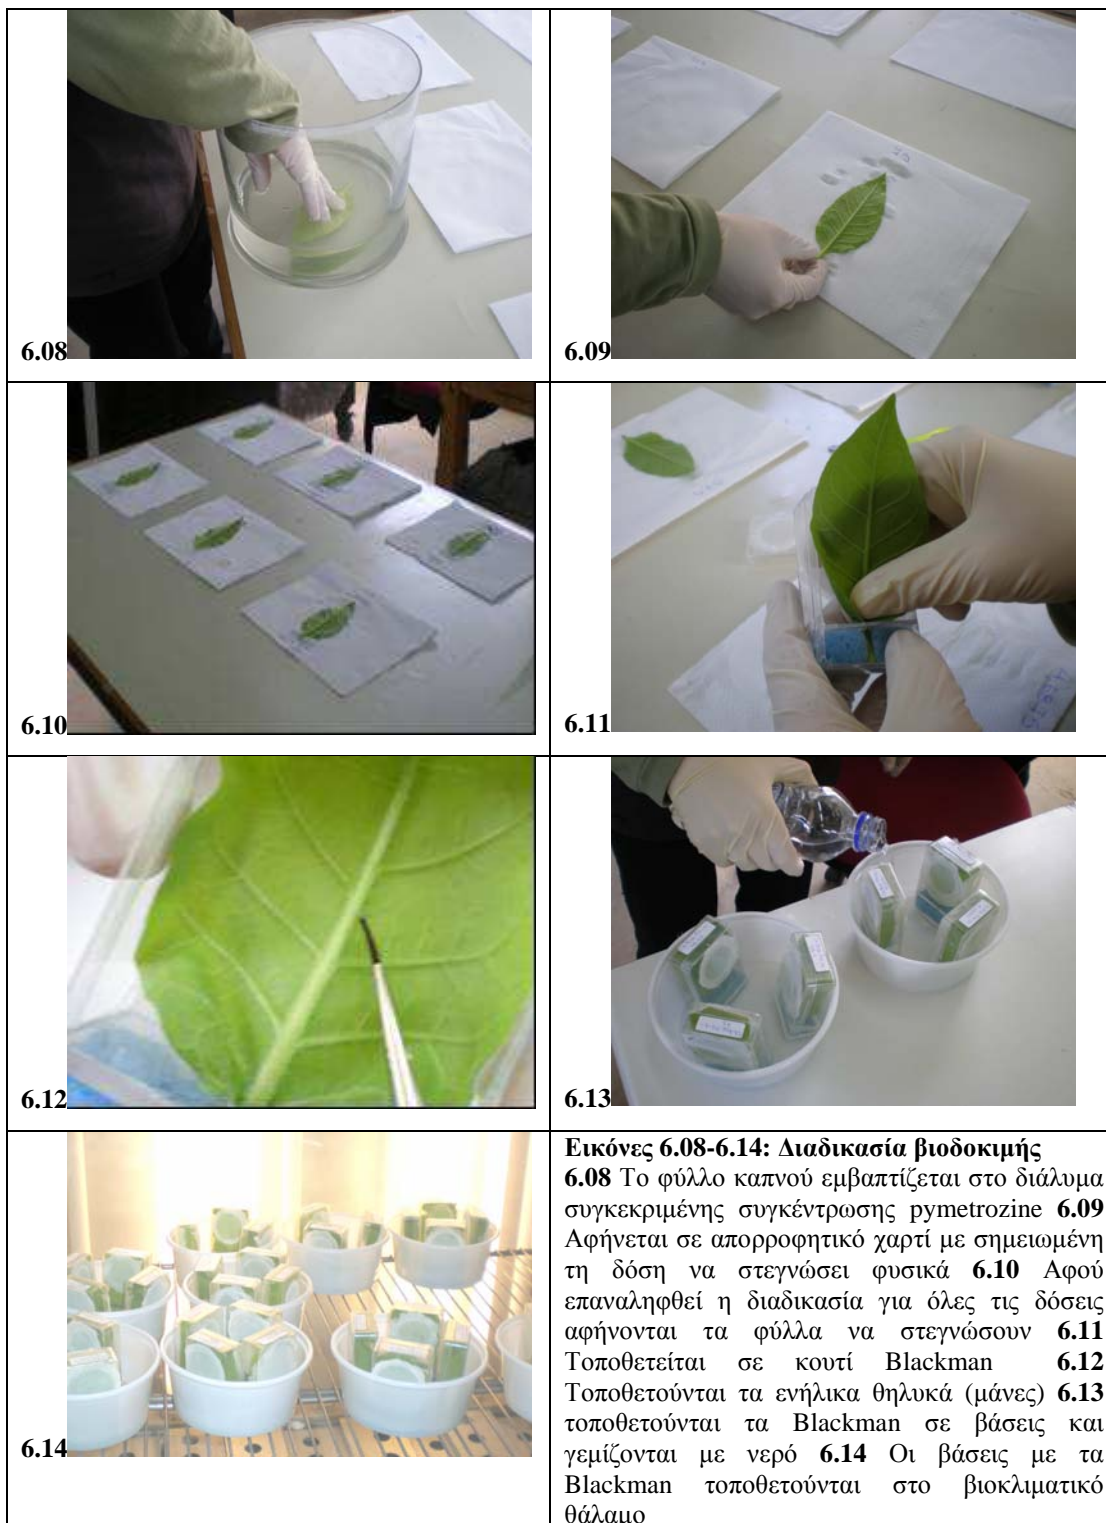 6.08
6.09
6.10
6.11
6.12
6.13
6.14
Εικόνες 6.08-6.14: Διαδικασία βιοδοκιμής
6.08 Το φύλλο καπνού εμβαπτίζεται στο διάλυμα
συγκεκριμένης συγκέντρωσης pymetrozine 6.09
Αφήνεται σε απορροφητικό χαρτί με σημειωμένη
τη δόση να στεγνώσει φυσικά 6.10 Αφού
επαναληφθεί η διαδικασία για όλες τις δόσεις
αφήνονται τα φύλλα να στεγνώσουν 6.11
Τοποθετείται σε κουτί Blackman 6.12
Τοποθετούνται τα ενήλικα θηλυκά (μάνες) 6.13
τοποθετούνται τα Blackman σε βάσεις και
γεμίζονται με νερό 6.14 Οι βάσεις με τα
Blackman τοποθετούνται στο βιοκλιματικό
θάλαμο